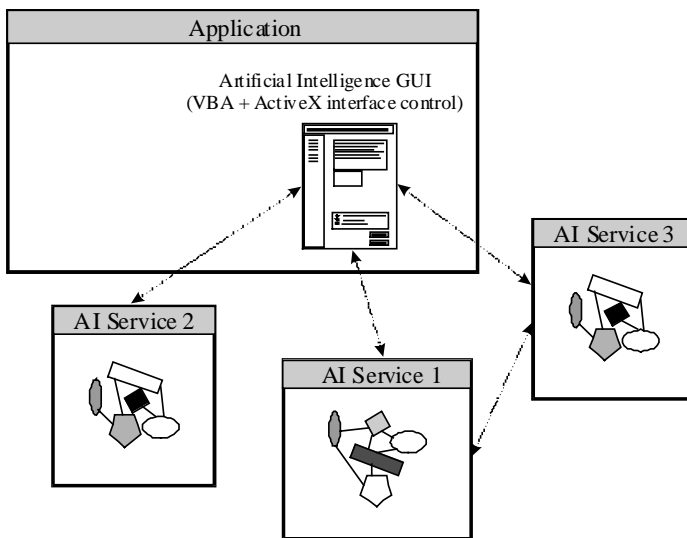 Application
Artificial Intelligence GUI
(VBA + ActiveX interface control)
AI Service 3
AI Service 2
AI Service 1